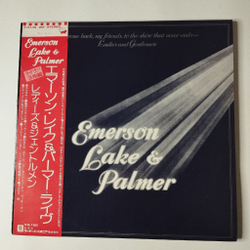 come back, my friends, to the show that never ends—
Ladies and Gentlemen
Emerson
Lake &
Palmer
Emerson
Lake &
Palmer
エマーソン・レイク&パーマー・ライヴ
レディーズ&ジェントルメン